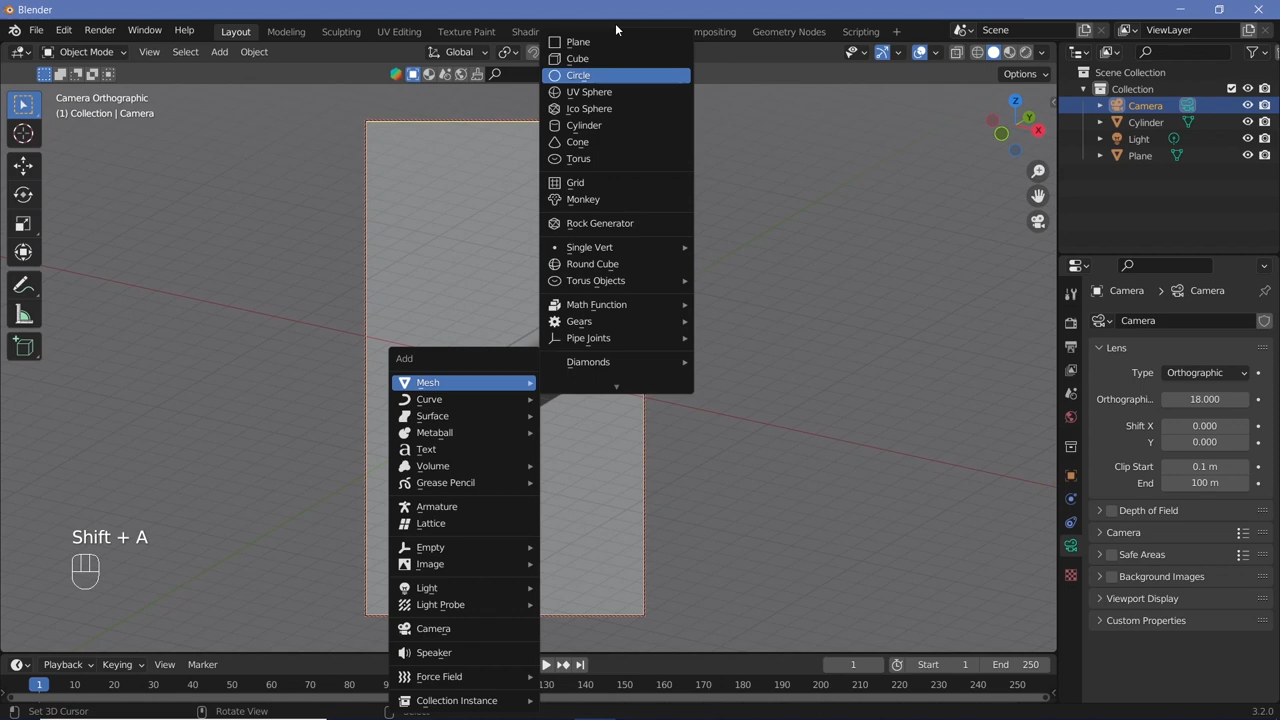 Blender
File Edit Render Window Help Layout Modeling Sculpting UV Editing Texture Paint Shadin mpositing Geometry Nodes Scripting + Scene ViewLayer
Object Mode View Select Add Object Global
Options
Camera Orthographic
(1) Collection | Camera
Z
Y
X
Plane
Cube
Circle
UV Sphere
Ico Sphere
Cylinder
Cone
Torus
Grid
Monkey
Rock Generator
Single Vert
Round Cube
Torus Objects
Math Function
Gears
Pipe Joints
Diamonds
Add
Mesh
Curve
Surface
Metaball
Text
Volume
Grease Pencil
Armature
Lattice
Empty
Image
Light
Light Probe
Camera
Speaker
Force Field
Collection Instance
Shift + A
Scene Collection
Collection
Camera
Cylinder
Light
Plane
Camera > Camera
Camera
Lens
Type Orthographic
Orthographi... 18.000
Shift X 0.000
Y 0.000
Clip Start 0.1 m
End 100 m
Depth of Field
Camera
Safe Areas
Background Images
Viewport Display
Custom Properties
Playback Keying View Marker 1 Start 1 End 250
1 10 20 30 40 50 60 70 80 90 130 140 150 160 170 180 190 200 210 220 230 240 250
Set 3D Cursor Rotate View Select 3.2.0